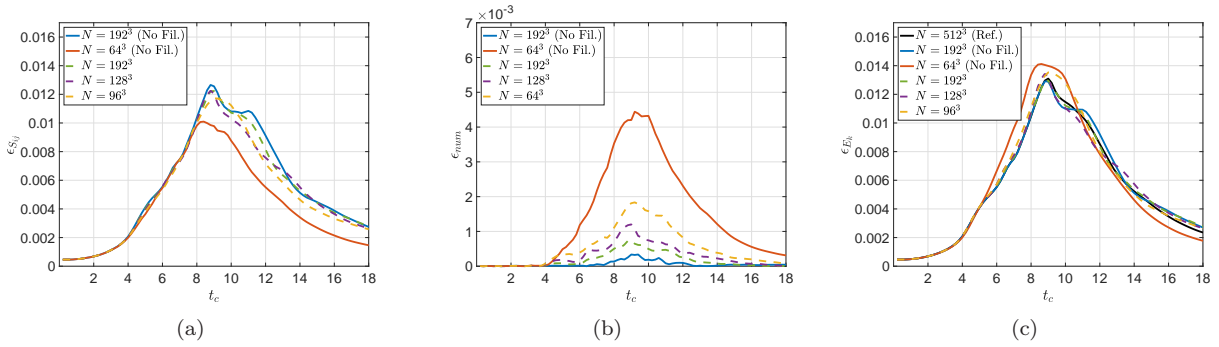 0.016
0.014
0.012
0.01
0.008
0.006
0.004
0.002
0
2 4 6 8 10 12 14 16 18
ϵ_{S_{ij}}
t_c
N = 192³ (No Fil.)
N = 64³ (No Fil.)
N = 192³
N = 128³
N = 96³
(a)
7 ×10⁻³
6
5
4
3
2
1
0
2 4 6 8 10 12 14 16 18
ϵ_{num}
t_c
N = 192³ (No Fil.)
N = 64³ (No Fil.)
N = 192³
N = 128³
N = 64³
(b)
0.016
0.014
0.012
0.01
0.008
0.006
0.004
0.002
0
2 4 6 8 10 12 14 16 18
ϵ_{E_k}
t_c
N = 512³ (Ref.)
N = 192³ (No Fil.)
N = 64³ (No Fil.)
N = 192³
N = 128³
N = 96³
(c)